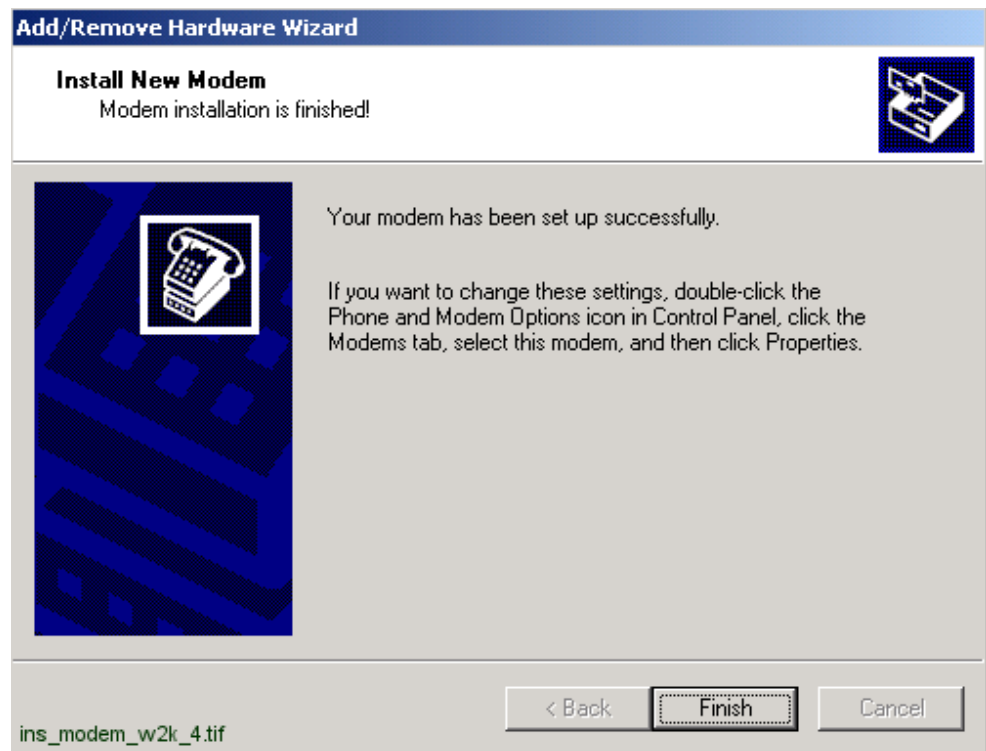 Add/Remove Hardware Wizard
Install New Modem
Modem installation is finished!
Your modem has been set up successfully.
If you want to change these settings, double-click the
Phone and Modem Options icon in Control Panel, click the
Modems tab, select this modem, and then click Properties.
< Back
Finish
Cancel
ins_modem_w2k_4.tif